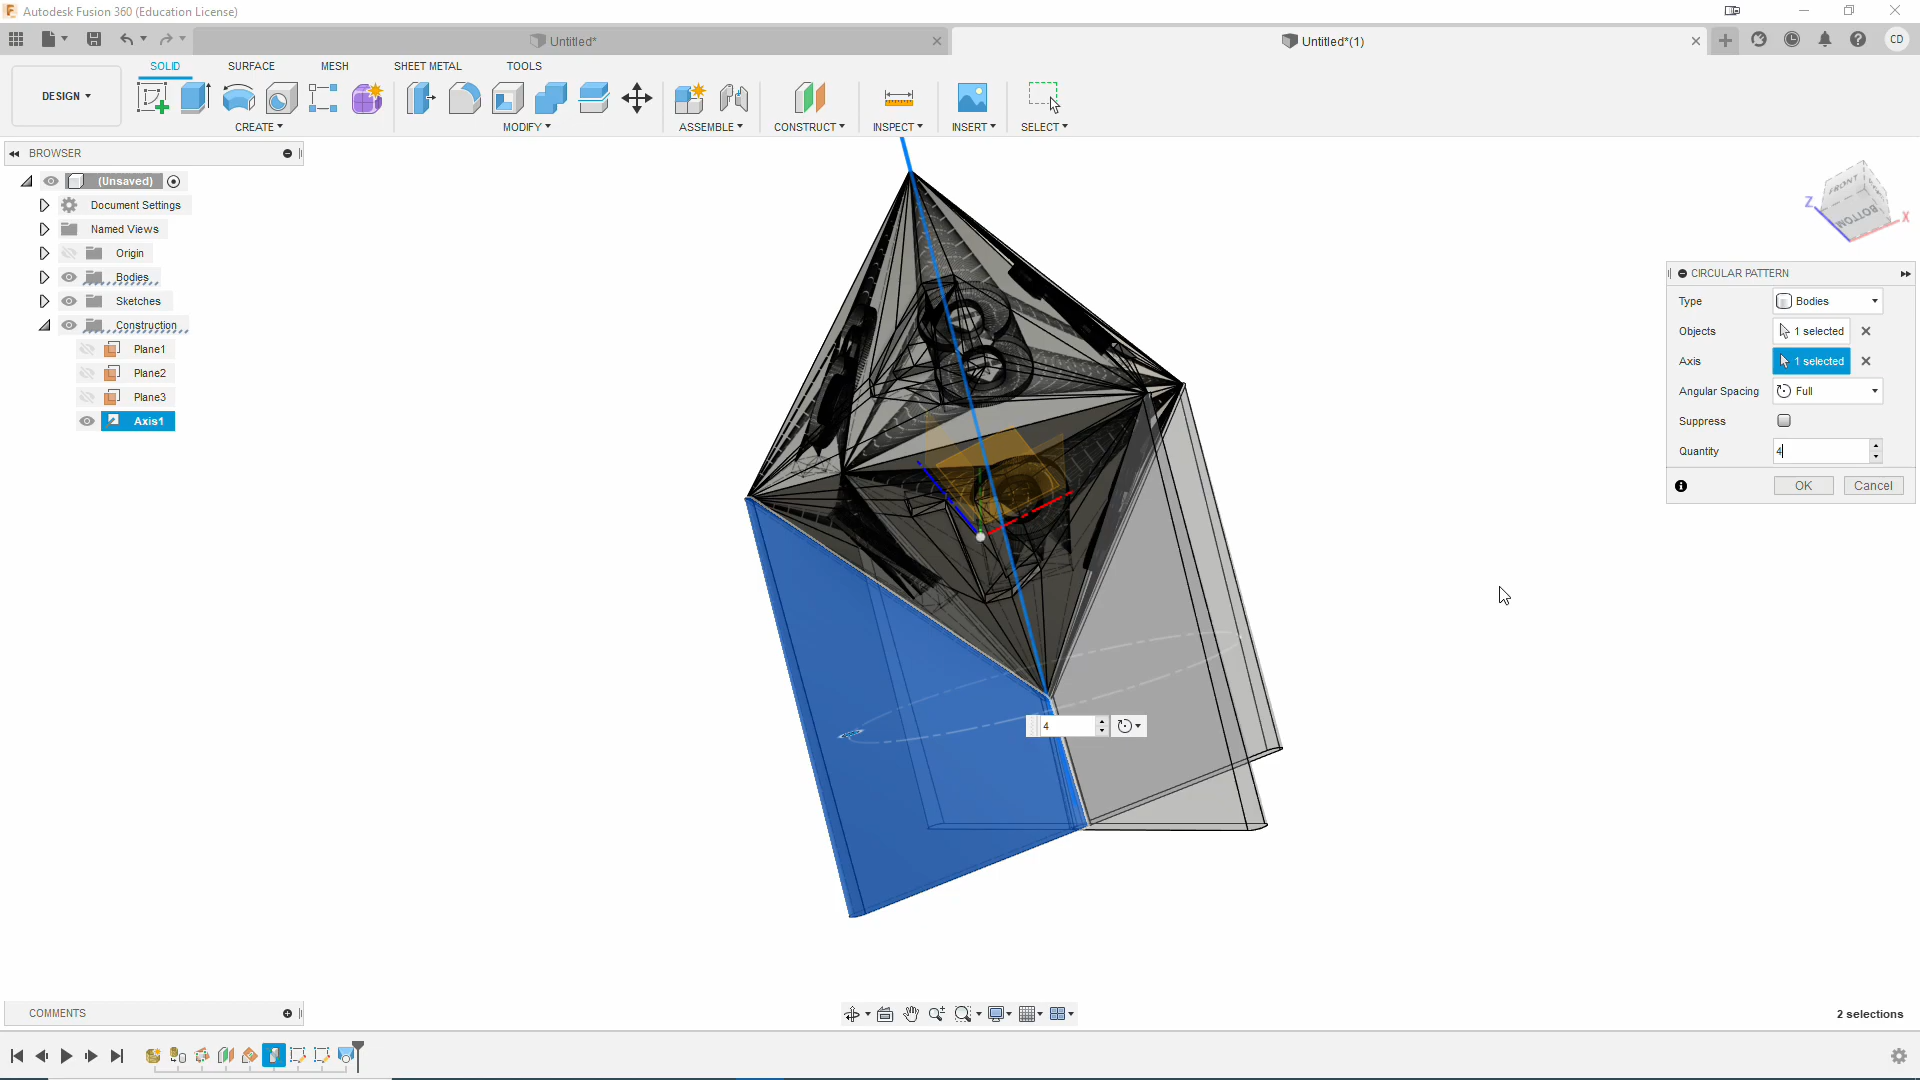 Autodesk Fusion 360 (Education License)
Untitled*
Untitled*(1)
CD
DESIGN
SOLID SURFACE MESH SHEET METAL TOOLS
CREATE MODIFY ASSEMBLE CONSTRUCT INSPECT INSERT SELECT
BROWSER
(Unsaved)
Document Settings
Named Views
Origin
Bodies
Sketches
Construction
Plane1
Plane2
Plane3
Axis1
FRONT
BOTTOM
Z
X
CIRCULAR PATTERN
Type Bodies
Objects 1 selected
Axis 1 selected
Angular Spacing Full
Suppress
Quantity 4
OK Cancel
4
COMMENTS
2 selections